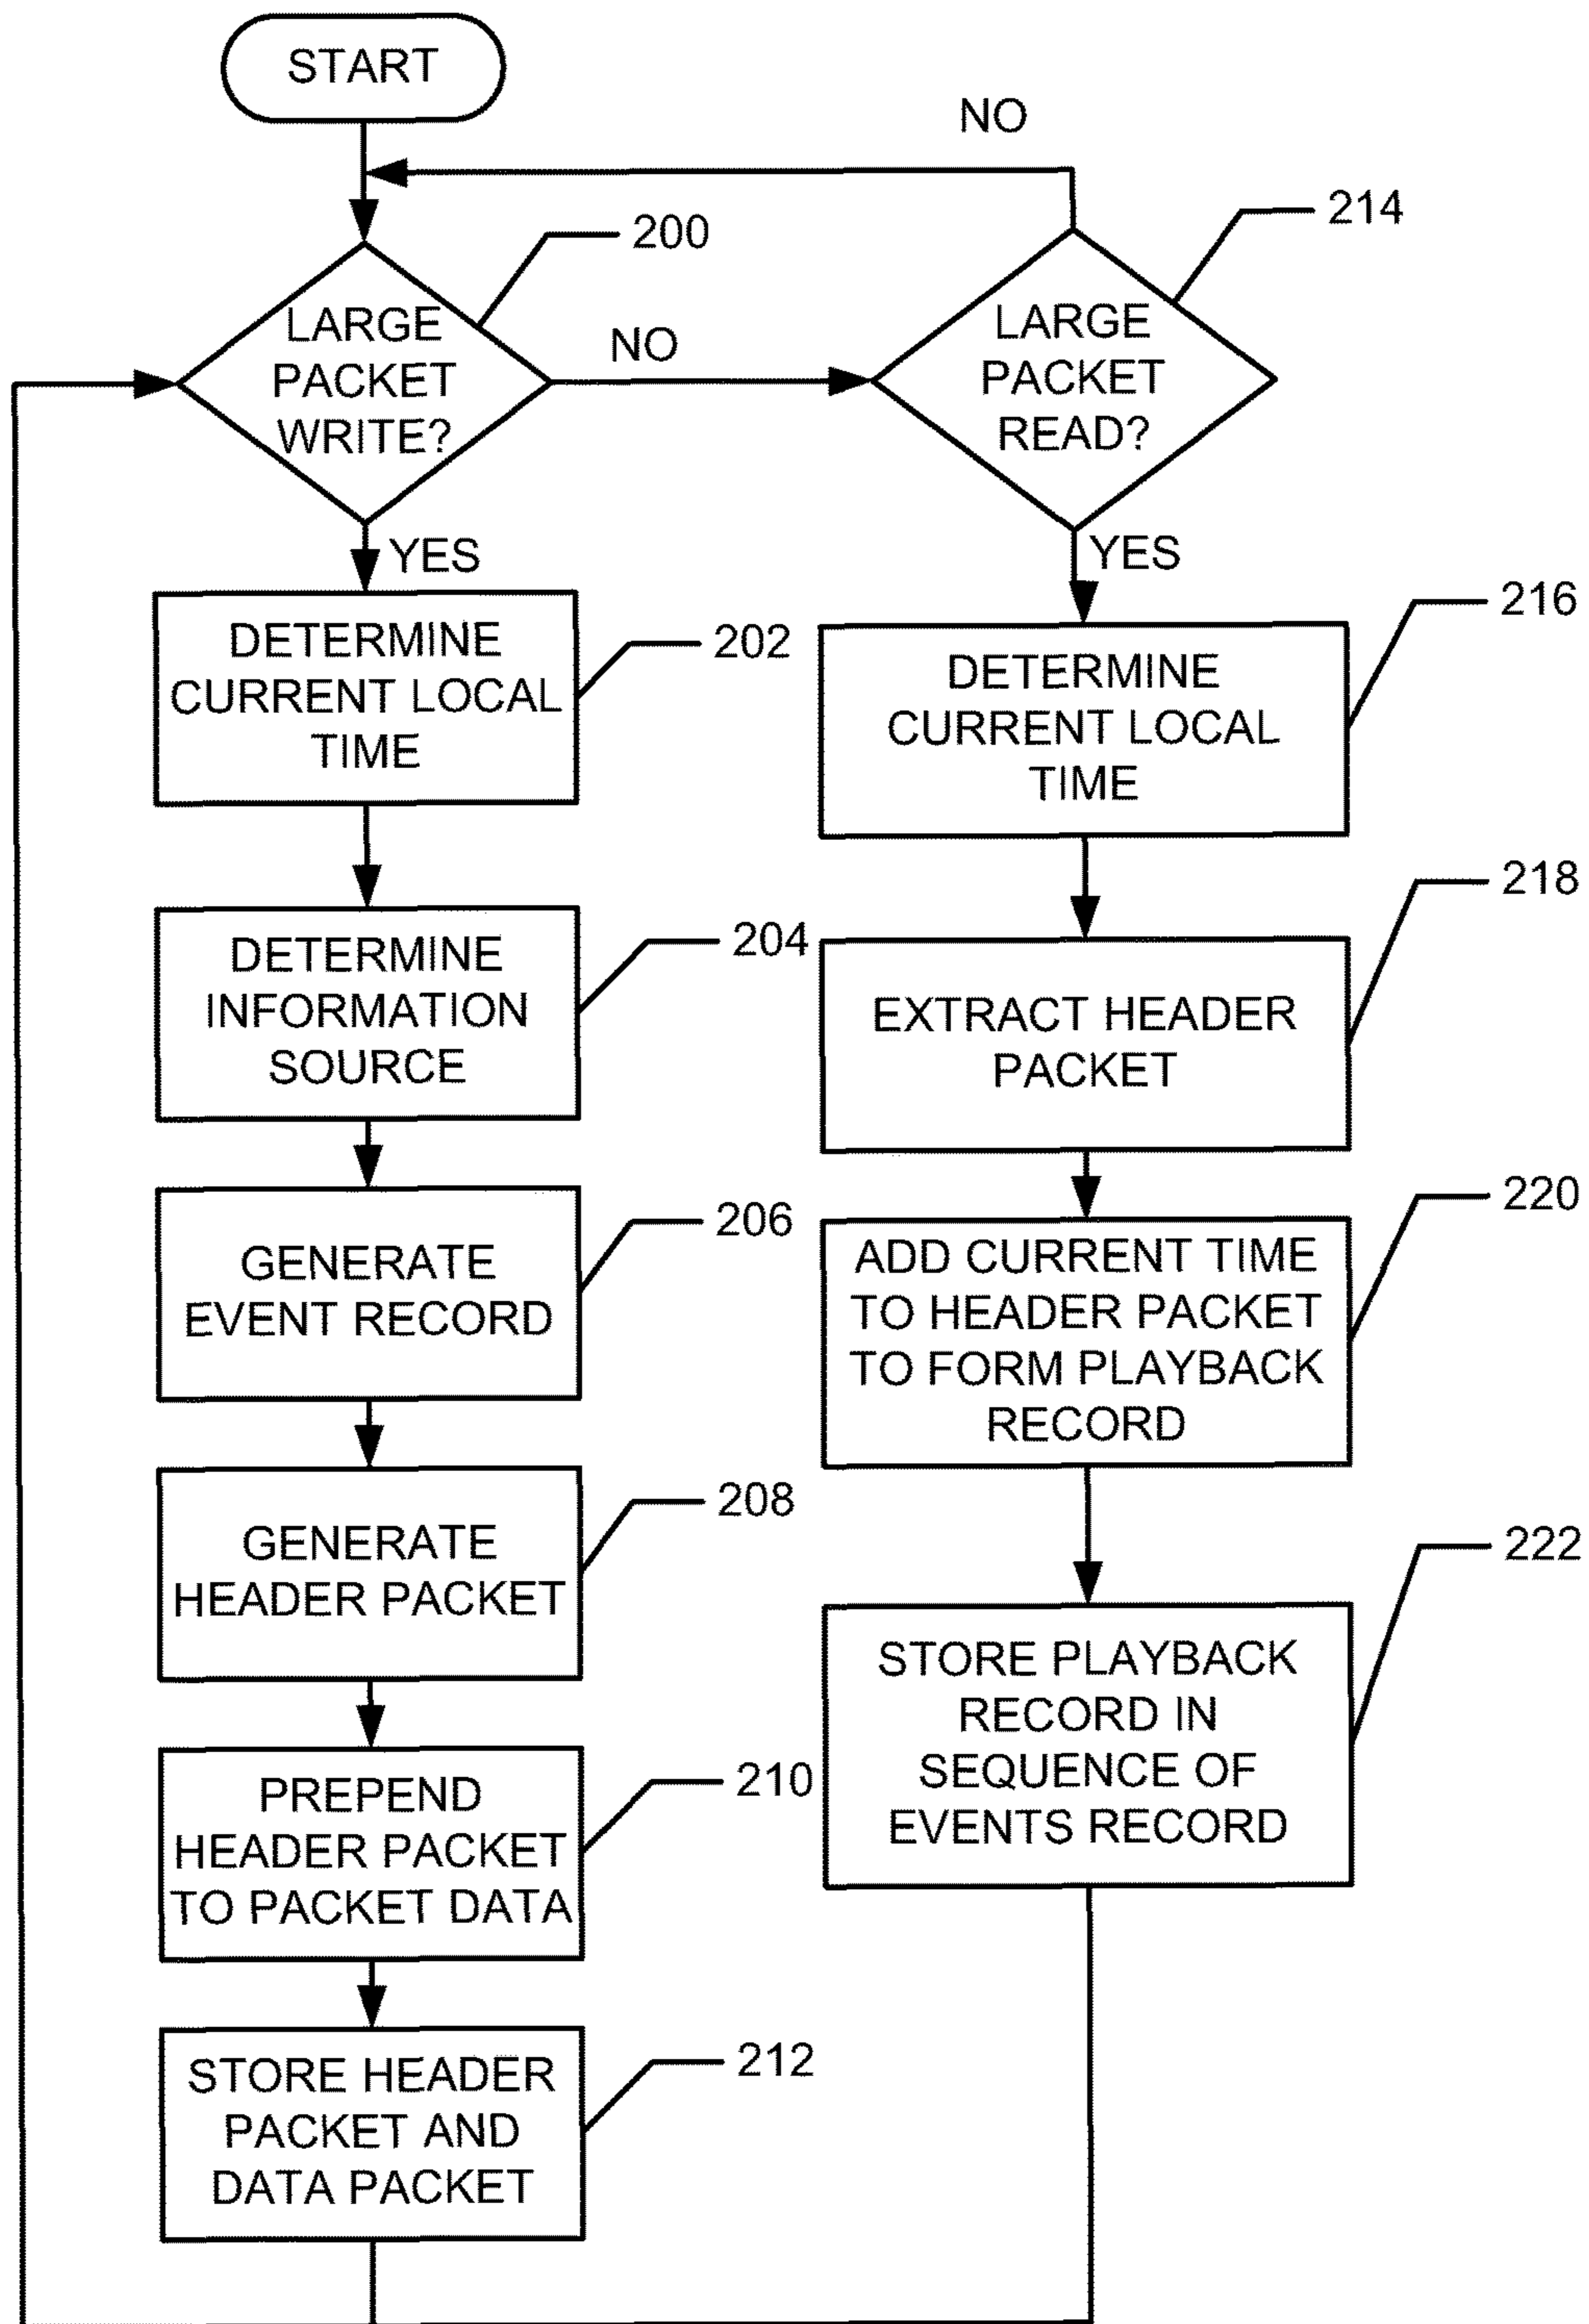 START
NO
200
214
LARGE
PACKET
WRITE?
NO
LARGE
PACKET
READ?
YES
YES
DETERMINE
CURRENT LOCAL
TIME
202
DETERMINE
CURRENT LOCAL
TIME
216
DETERMINE
INFORMATION
SOURCE
204
EXTRACT HEADER
PACKET
218
GENERATE
EVENT RECORD
206
ADD CURRENT TIME
TO HEADER PACKET
TO FORM PLAYBACK
RECORD
220
GENERATE
HEADER PACKET
208
STORE PLAYBACK
RECORD IN
SEQUENCE OF
EVENTS RECORD
222
PREPEND
HEADER PACKET
TO PACKET DATA
210
STORE HEADER
PACKET AND
DATA PACKET
212